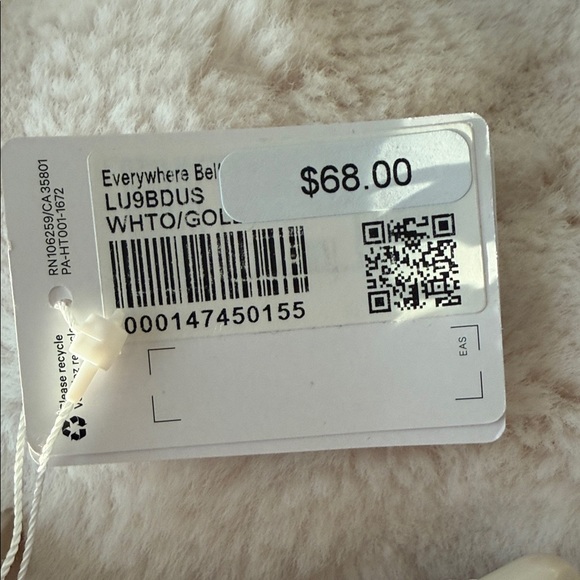 RN106259/CA35801
PA-HT001-1672
Everywhere Bel
$68.00
LU9BDUS
WHTO/GOL
000147450155
EAS
lease recycle